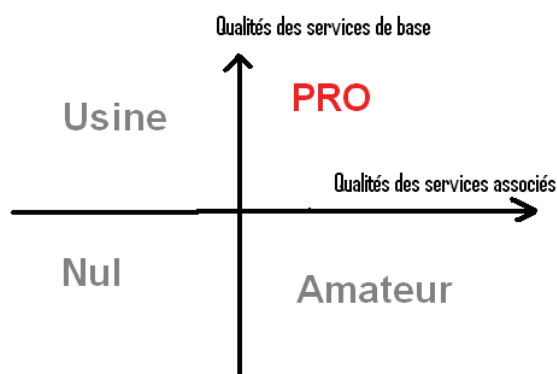 Qualités des services de base
Usine
PRO
Qualités des services associés
Nul
Amateur